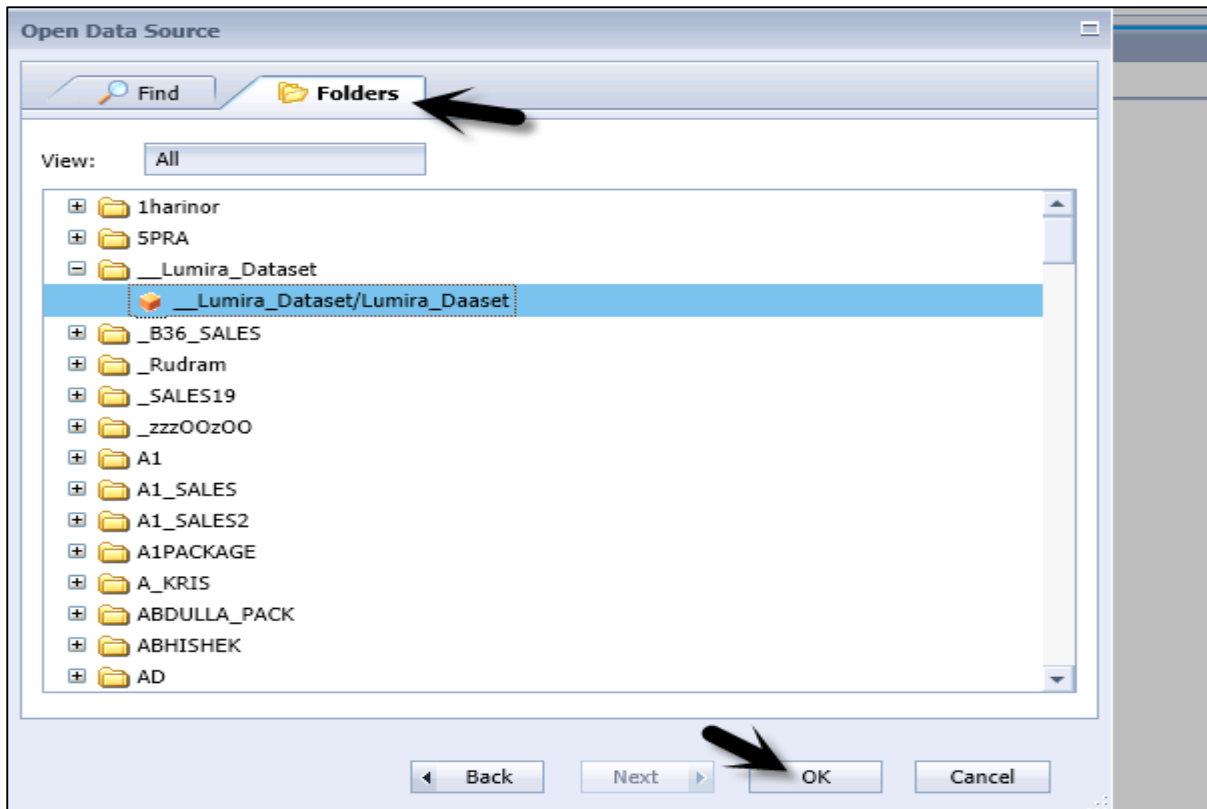 Open Data Source
Find Folders
View: All
1harinor
5PRA
__Lumira_Dataset
__Lumira_Dataset/Lumira_Daaset
_B36_SALES
_Rudram
_SALES19
_zzzOOzOO
A1
A1_SALES
A1_SALES2
A1PACKAGE
A_KRIS
ABDULLA_PACK
ABHISHEK
AD
Back Next OK Cancel